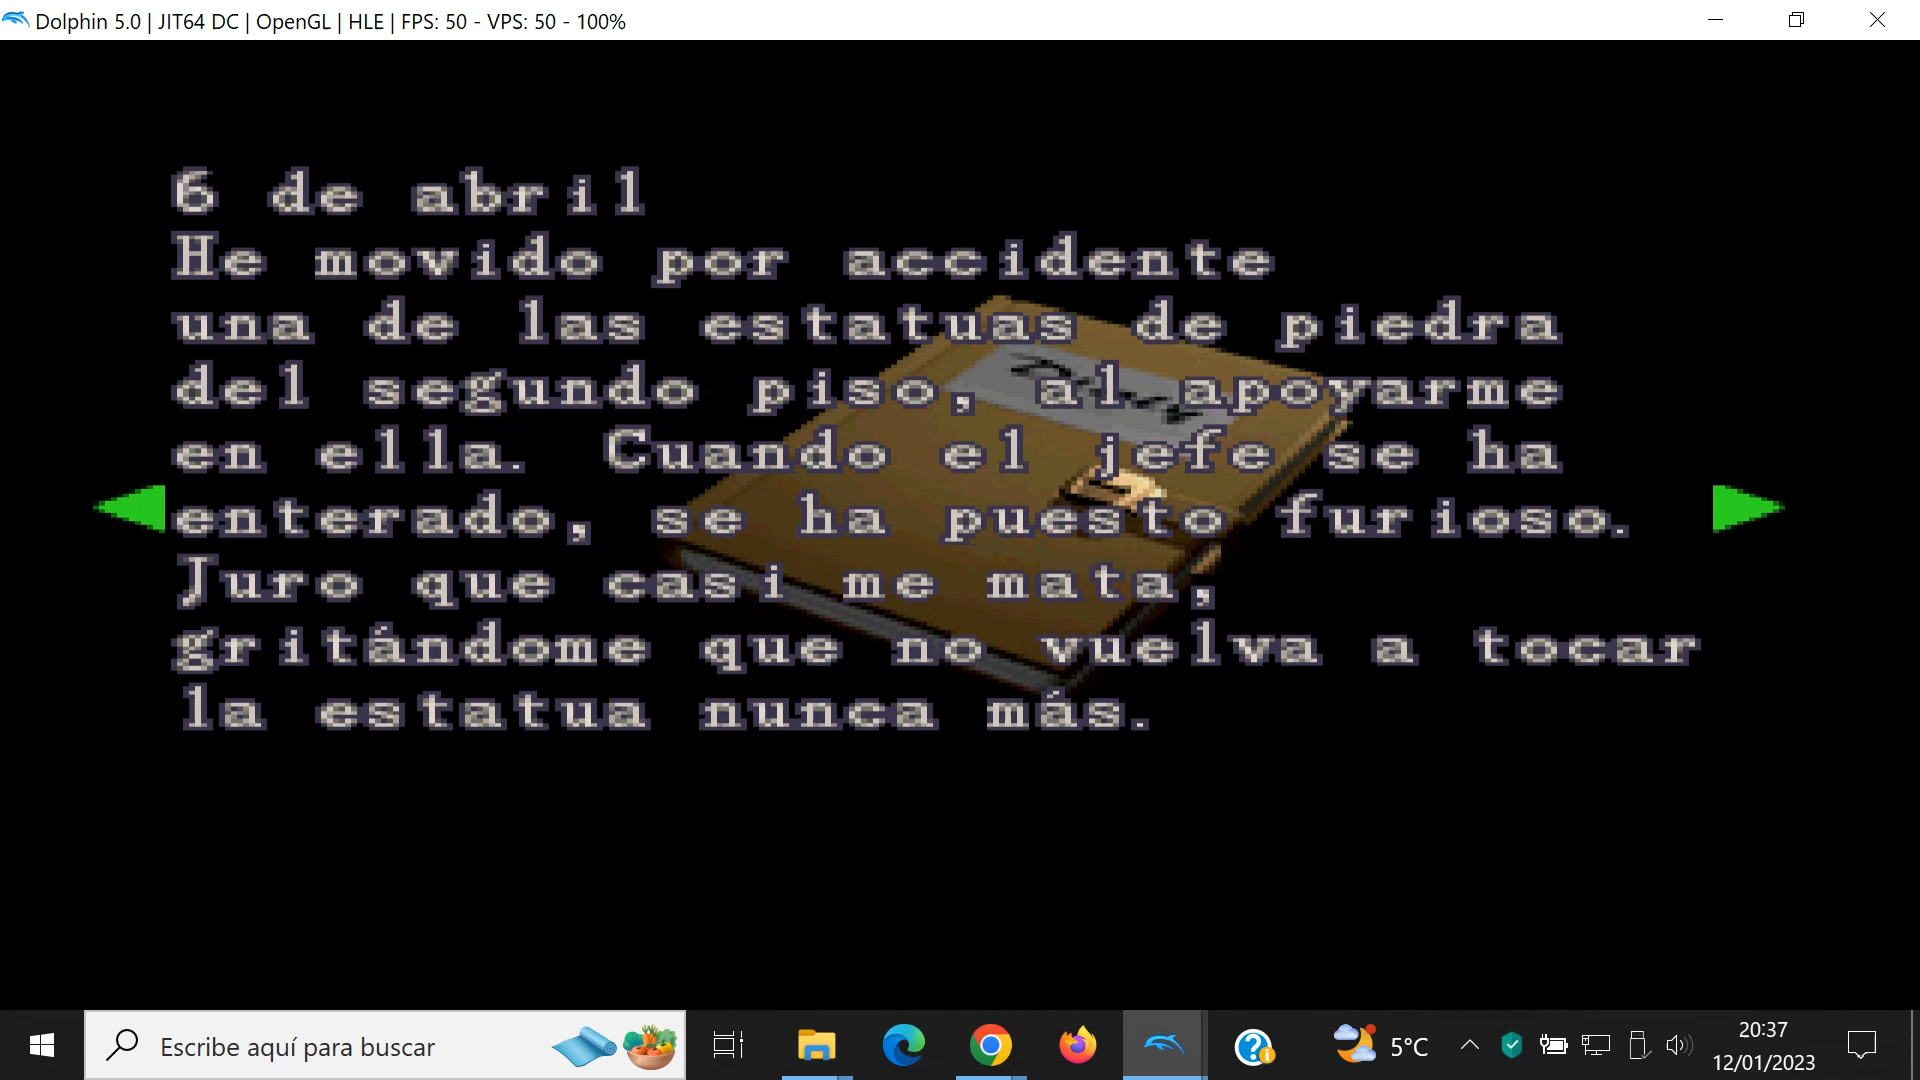 Dolphin 5.0 | JIT64 DC | OpenGL | HLE | FPS: 50 - VPS: 50 - 100%
6 de abril
He movido por accidente
una de las estatuas de piedra
del segundo piso, al apoyarme
en ella. Cuando el jefe se ha
enterado, se ha puesto furioso.
Juro que casi me mata,
gritándome que no vuelva a tocar
la estatua nunca más.
Diary
Escribe aquí para buscar
5°C
20:37
12/01/2023